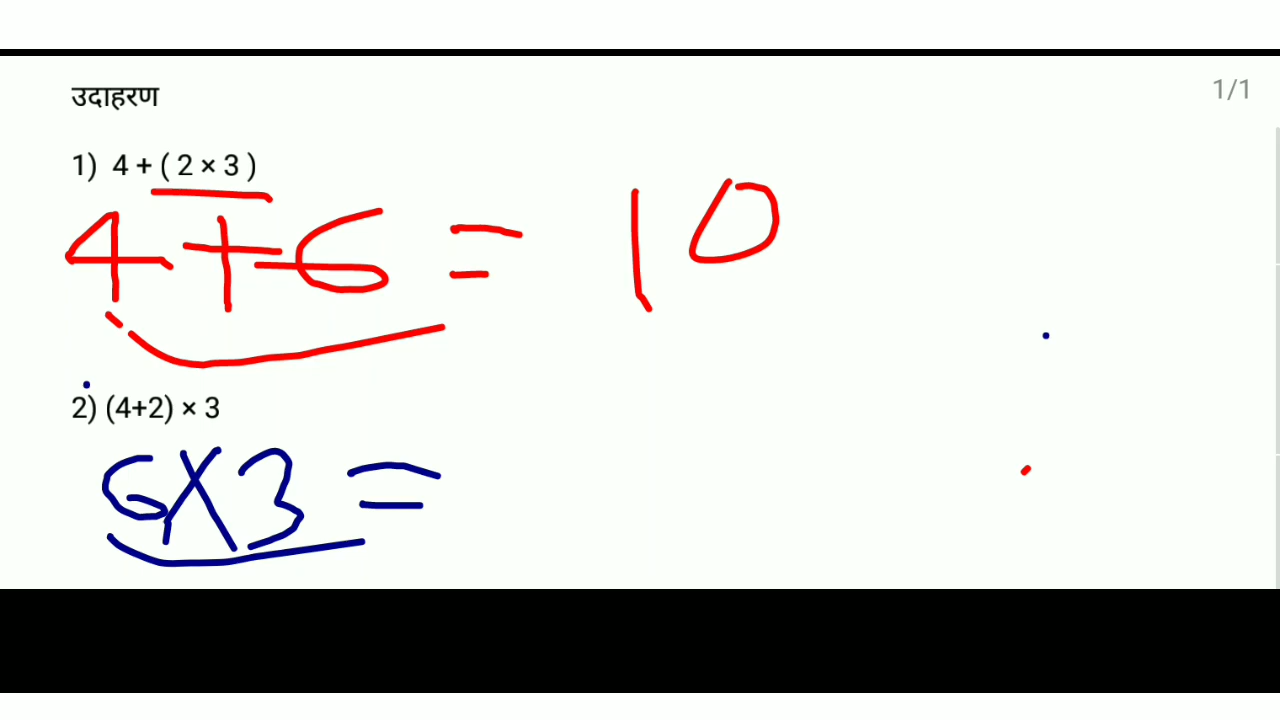 उदाहरण
1/1
1) 4 + ( 2 × 3 )
4+6 = 10
2) (4+2) × 3
6×3 =